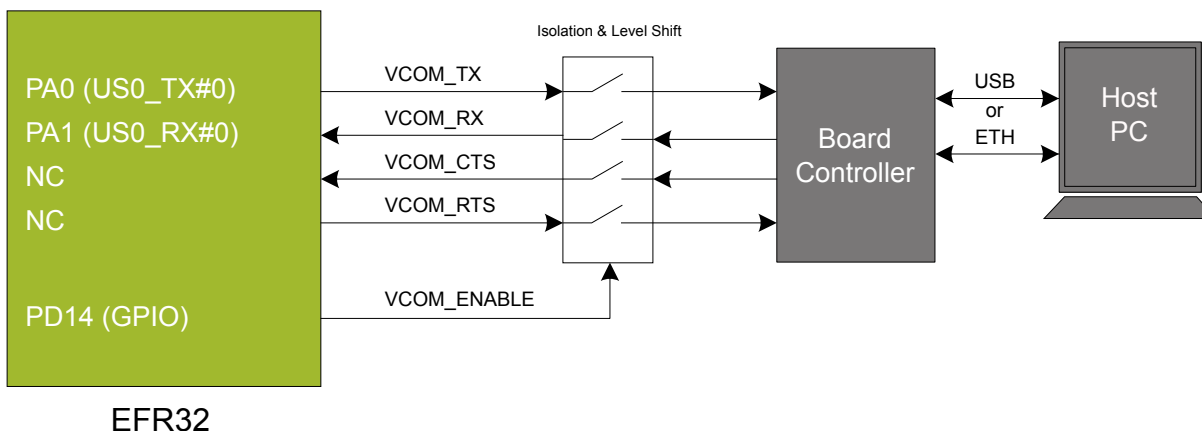 Isolation & Level Shift
PA0 (US0_TX#0)
VCOM_TX
PA1 (US0_RX#0)
VCOM_RX
NC
VCOM_CTS
NC
VCOM_RTS
PD14 (GPIO)
VCOM_ENABLE
Board
Controller
USB
or
ETH
Host
PC
EFR32